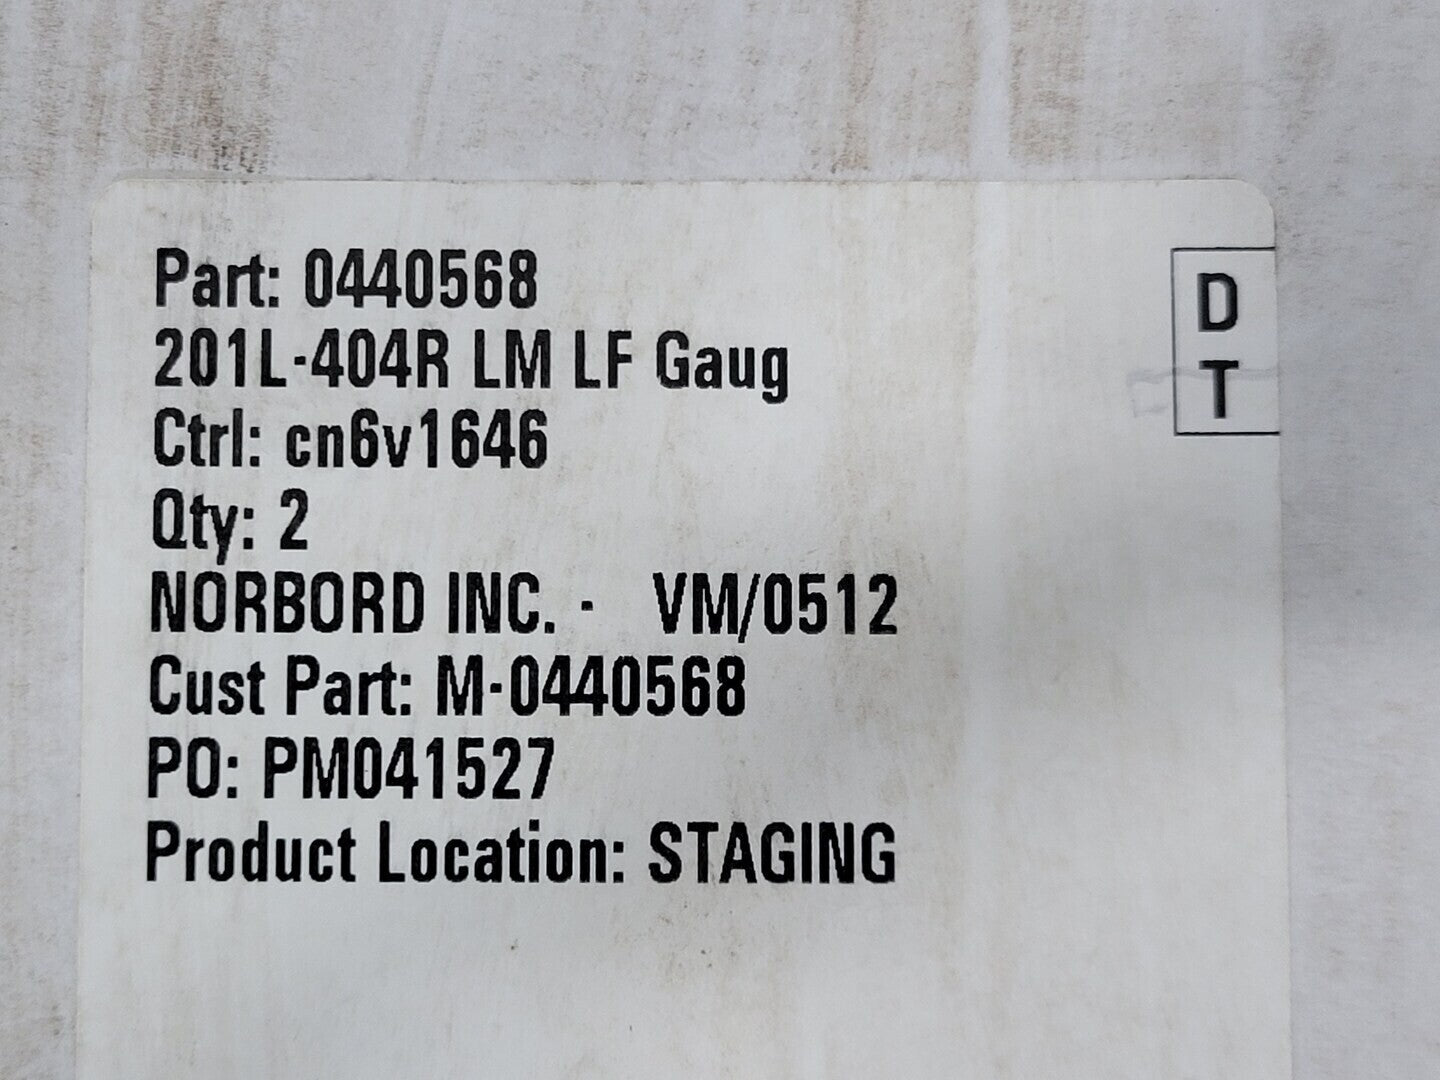 Part: 0440568
201L-404R LM LF Gaug
Ctrl: cn6v1646
Qty: 2
NORBORD INC. - VM/0512
Cust Part: M-0440568
PO: PM041527
Product Location: STAGING
D
T